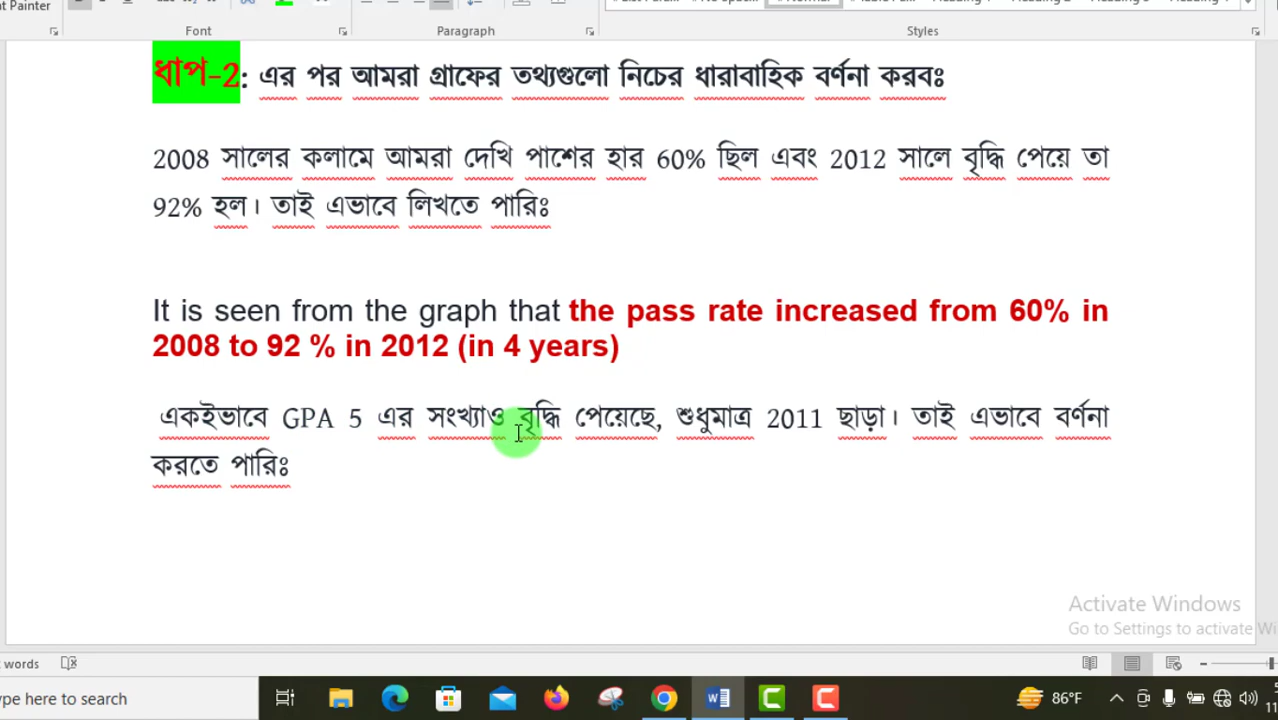 nt Painter
Font
Paragraph
Styles
ধাপ-2: এর পর আমরা গ্রাফের তথ্যগুলো নিচের ধারাবাহিক বর্ণনা করবঃ
2008 সালের কলামে আমরা দেখি পাশের হার 60% ছিল এবং 2012 সালে বৃদ্ধি পেয়ে তা
92% হল। তাই এভাবে লিখতে পারিঃ
It is seen from the graph that the pass rate increased from 60% in
2008 to 92 % in 2012 (in 4 years)
একইভাবে GPA 5 এর সংখ্যাও বৃদ্ধি পেয়েছে, শুধুমাত্র 2011 ছাড়া। তাই এভাবে বর্ণনা
করতে পারিঃ
Activate Windows
Go to Settings to activate Wi
words
ype here to search
86°F